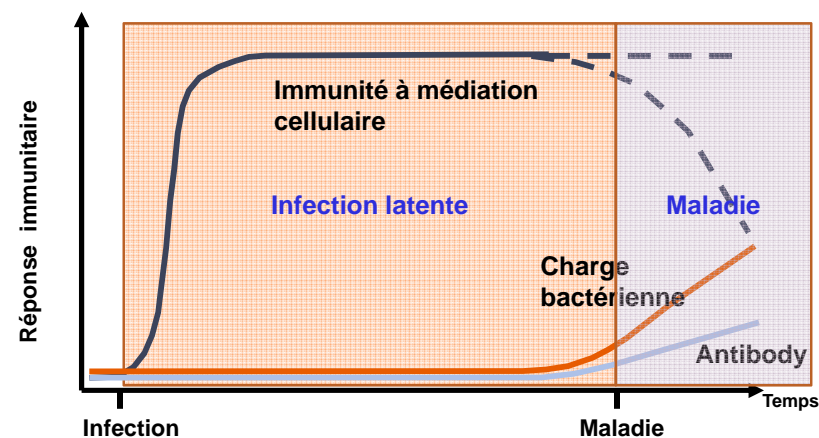 Réponse immunitaire
Immunité à médiation
cellulaire
Infection latente
Maladie
Charge
bactérienne
Antibody
Temps
Infection
Maladie